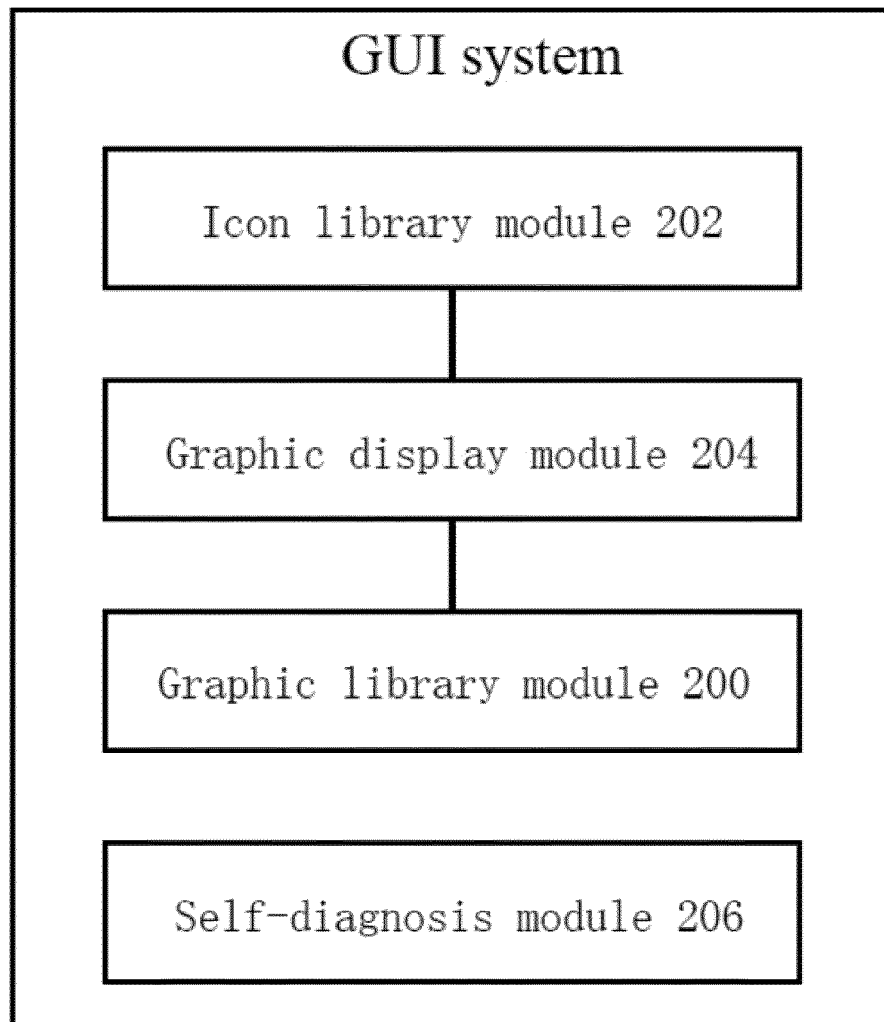 GUI system
Icon library module 202
Graphic display module 204
Graphic library module 200
Self-diagnosis module 206